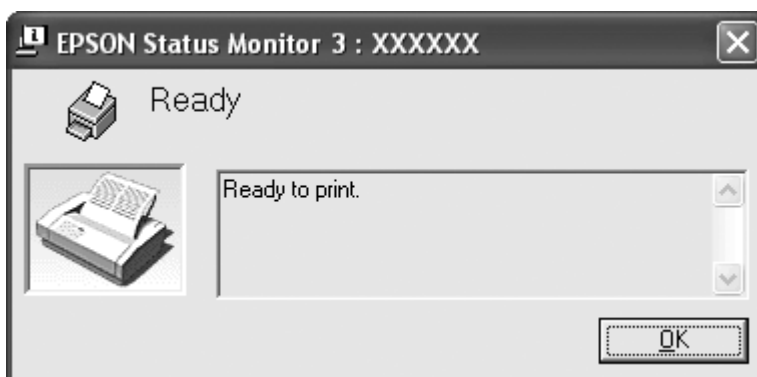 EPSON Status Monitor 3 : XXXXXX
Ready
Ready to print.
OK